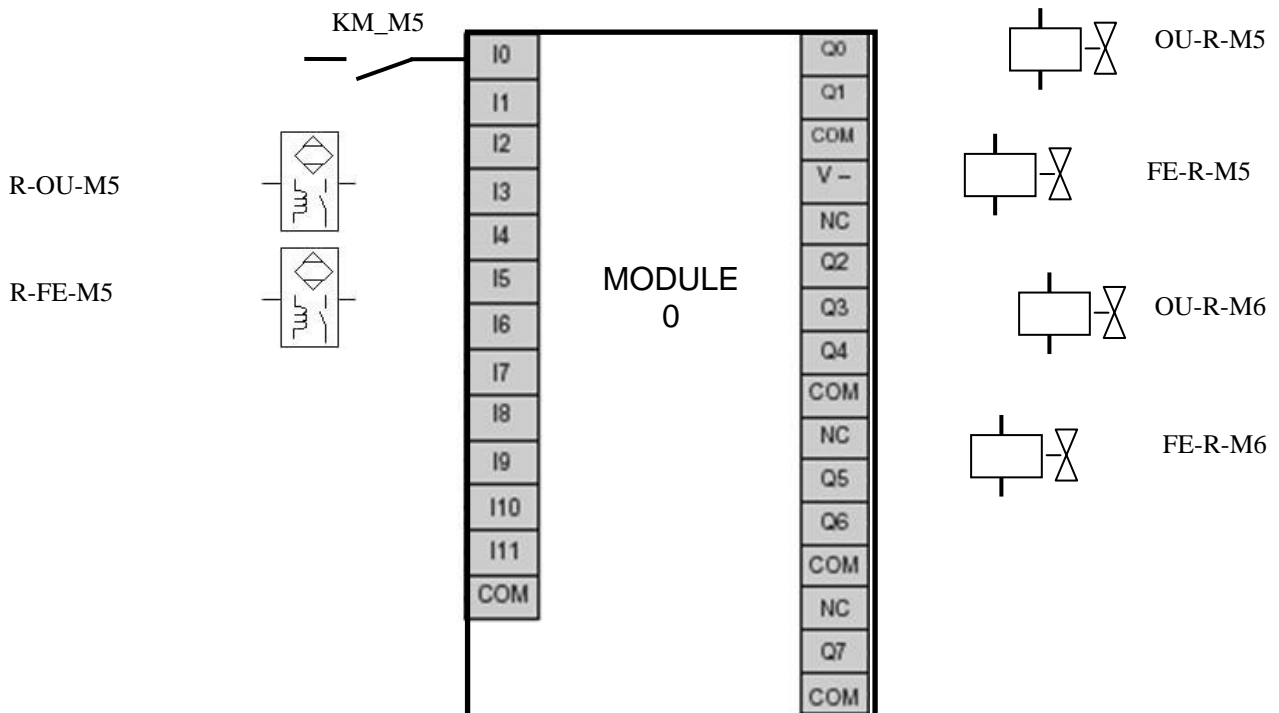 KM_M5
R-OU-M5
R-FE-M5
I0
I1
I2
I3
I4
I5
I6
I7
I8
I9
I10
I11
COM
MODULE
0
Q0
Q1
COM
V –
NC
Q2
Q3
Q4
COM
NC
Q5
Q6
COM
NC
Q7
COM
OU-R-M5
FE-R-M5
OU-R-M6
FE-R-M6